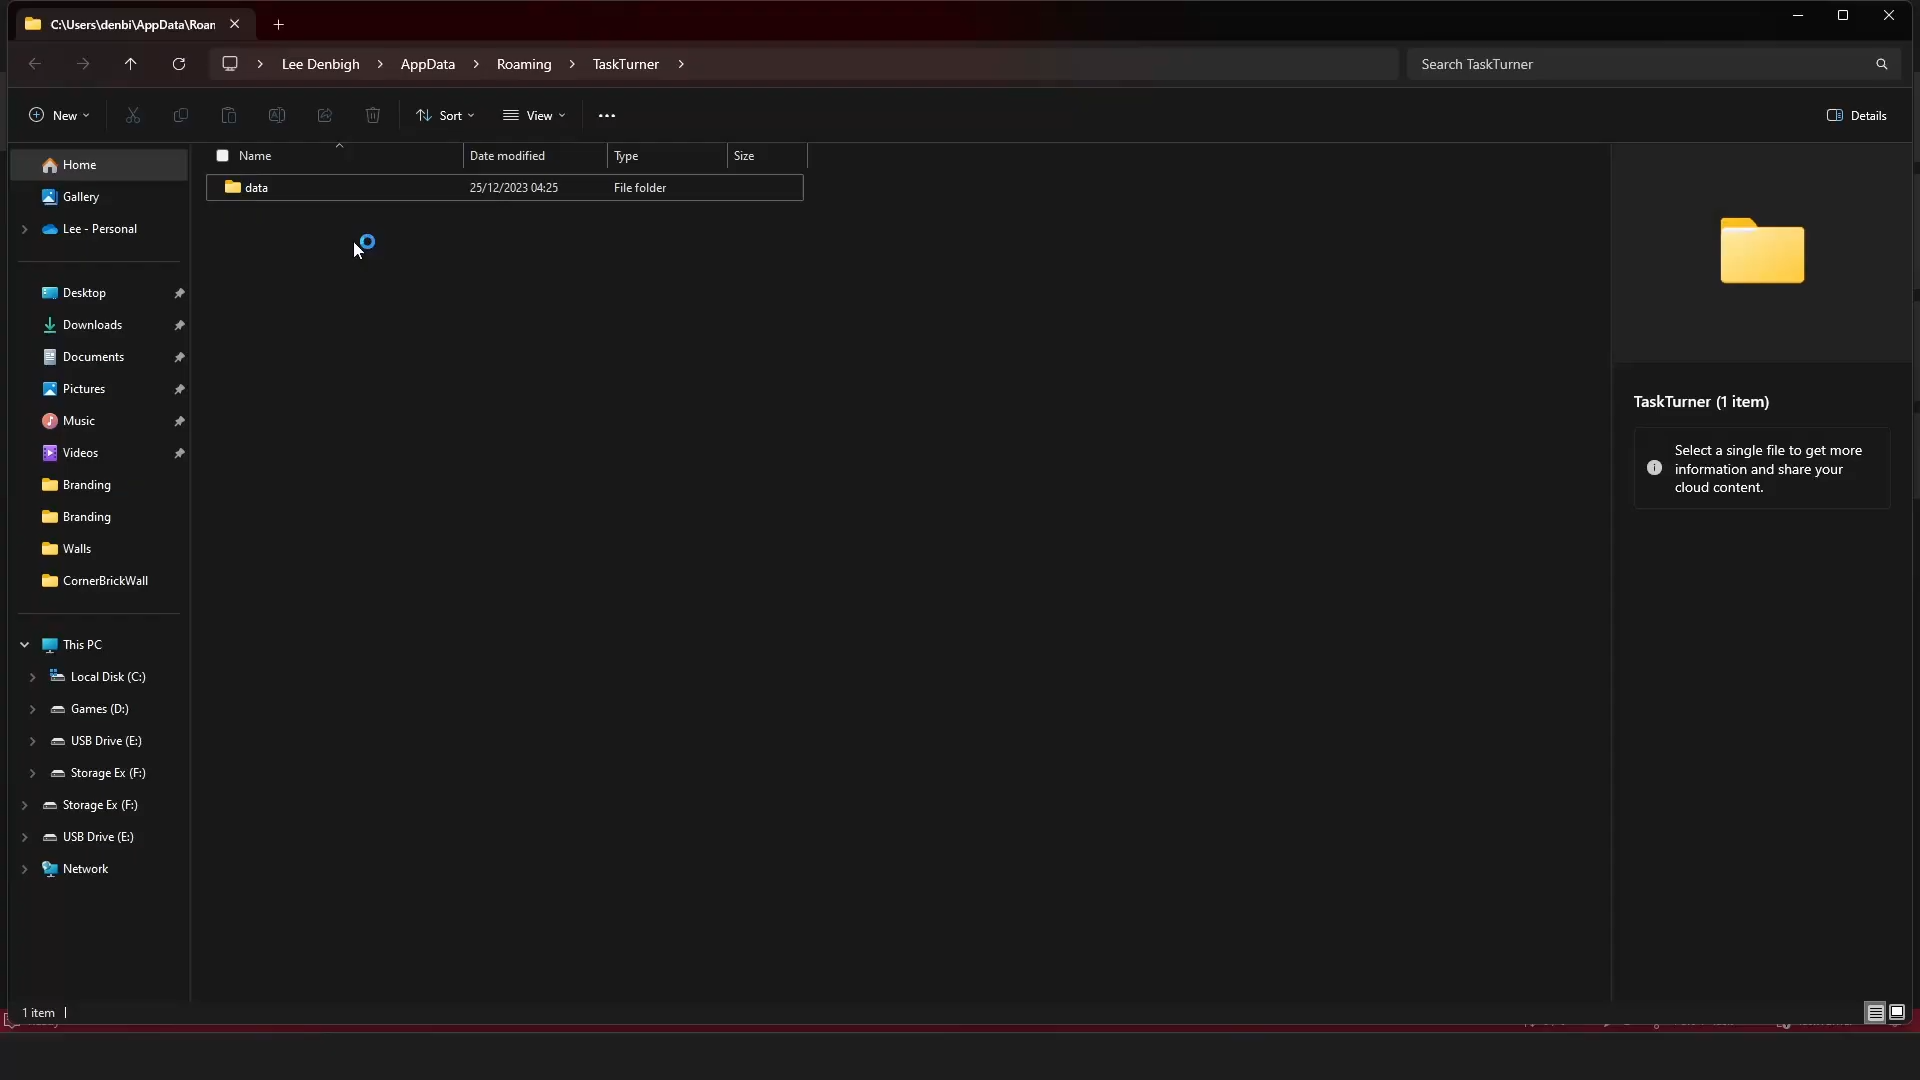 C:\Users\denbi\AppData\Roan
Lee Denbigh
AppData
Roaming
TaskTurner
Search TaskTurner
New
Sort
View
Details
Name
Date modified
Type
Size
data
25/12/2023 04:25
File folder
Home
Gallery
Lee - Personal
Desktop
Downloads
Documents
Pictures
Music
Videos
Branding
Branding
Walls
CornerBrickWall
This PC
Local Disk (C:)
Games (D:)
USB Drive (E:)
Storage Ex (F:)
Storage Ex (F:)
USB Drive (E:)
Network
TaskTurner (1 item)
Select a single file to get more
information and share your
cloud content.
1 item